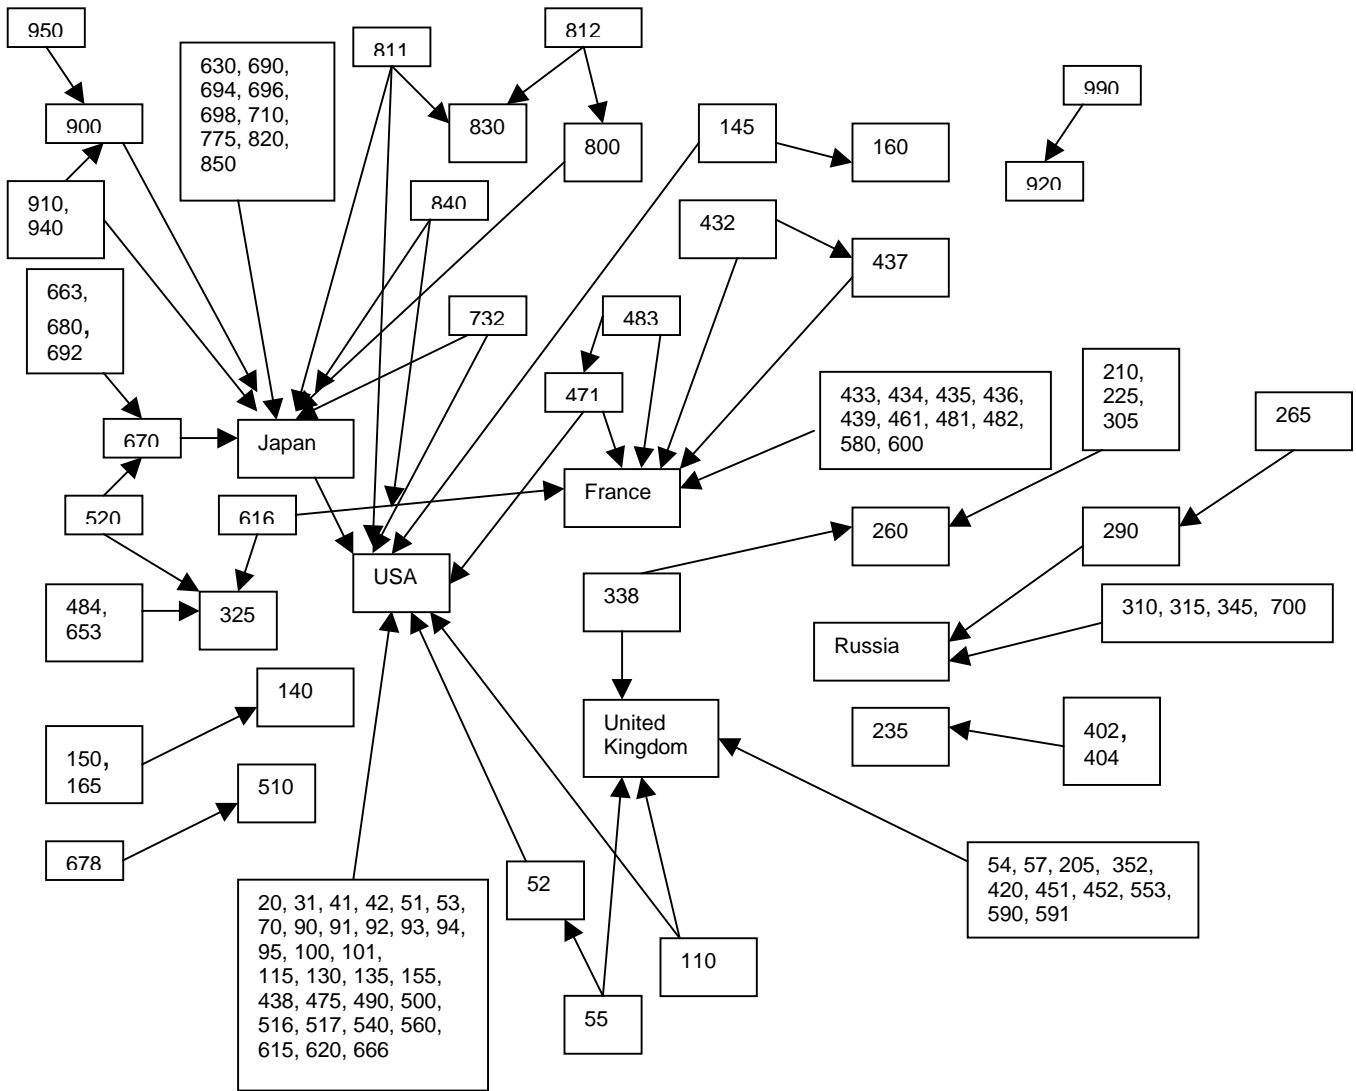 950
812
811
630, 690,
694, 696,
698, 710,
775, 820,
850
990
900
830
800
145
160
920
910,
940
840
432
437
663,
680,
692
732
483
210,
225,
305
471
433, 434, 435, 436,
439, 461, 481, 482,
580, 600
265
670
Japan
France
520
616
260
290
USA
338
484,
653
325
310, 315, 345, 700
Russia
140
United
Kingdom
235
402,
404
150,
165
510
678
52
54, 57, 205, 352,
420, 451, 452, 553,
590, 591
20, 31, 41, 42, 51, 53,
70, 90, 91, 92, 93, 94,
95, 100, 101,
115, 130, 135, 155,
438, 475, 490, 500,
516, 517, 540, 560,
615, 620, 666
110
55